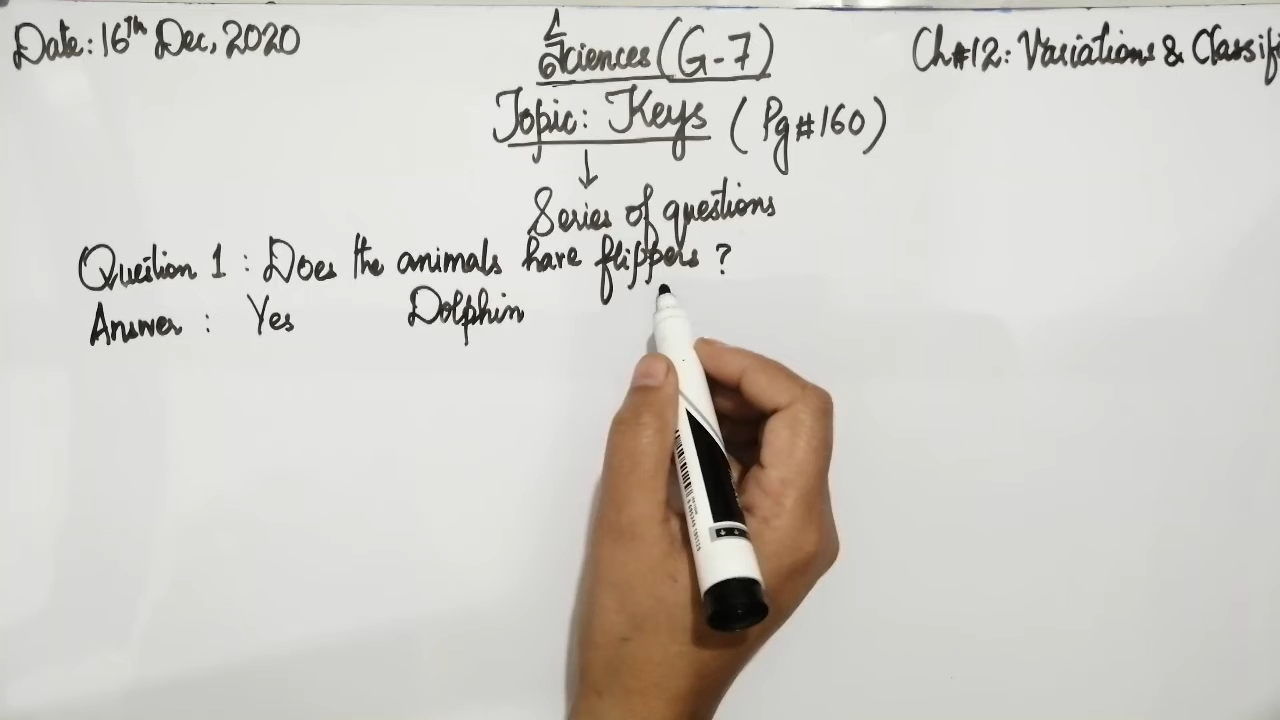 Date: 16th Dec, 2020
Sciences (G-7)
Ch#12: Variations & Classifi
Topic: Keys (Pg#160)
↓
Series of questions
Question 1 : Does the animals have flippers ?
Answer : Yes Dolphin